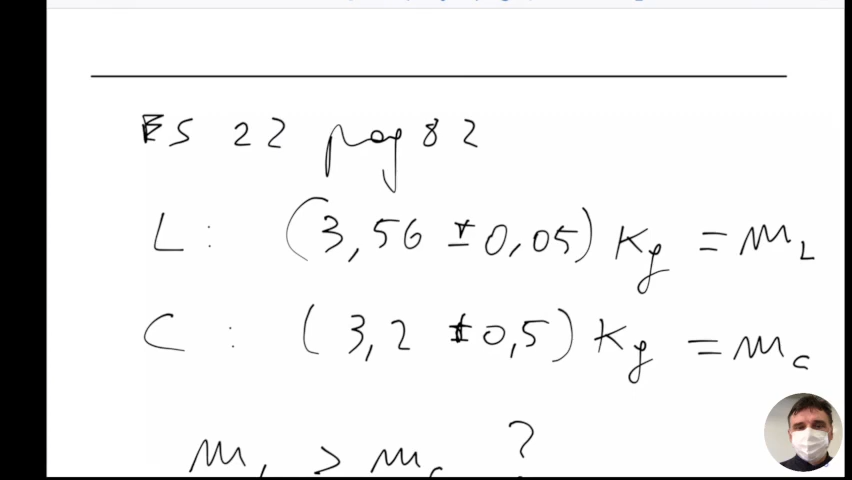 ES 22 pag 82
L: (3,56 ± 0,05) Kg = m_L
C: (3,2 ± 0,5) Kg = m_c
m_L > m_c ?